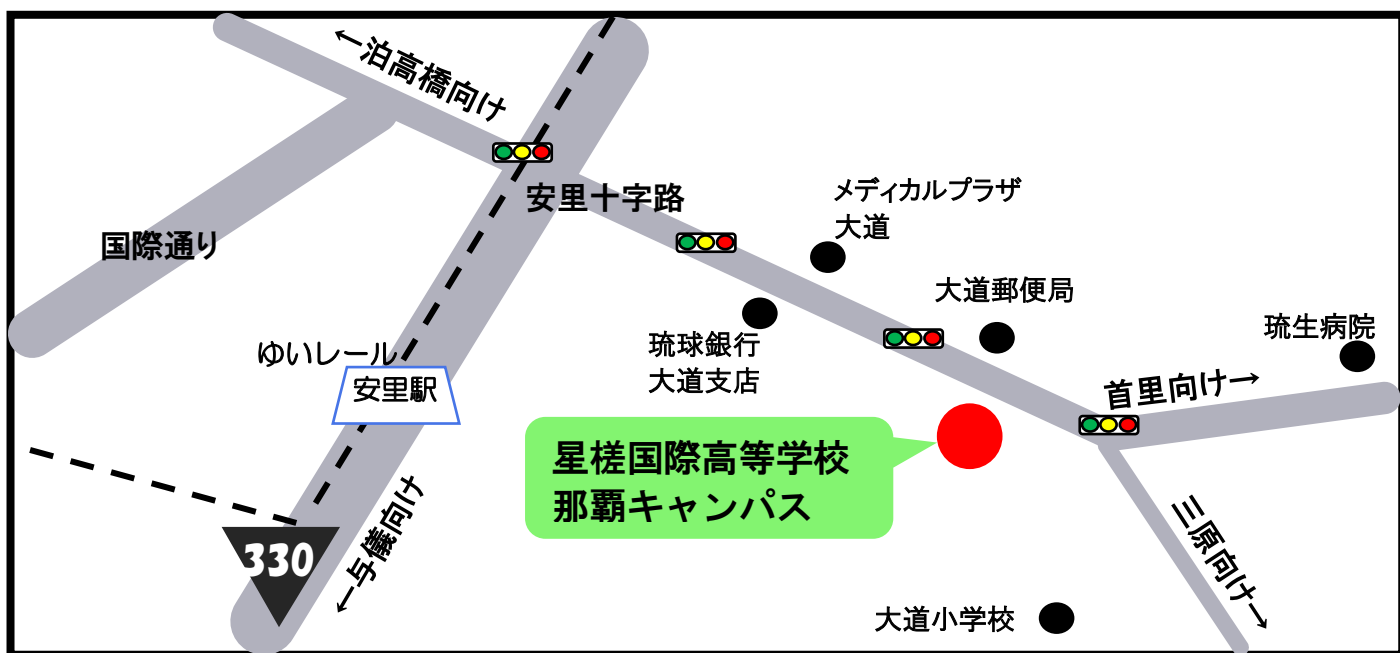 ←泊高橋向け
安里十字路
メディカルプラザ
大道
国際通り
大道郵便局
琉生病院
ゆいレール
安里駅
琉球銀行
大道支店
首里向け→
星槎国際高等学校
那覇キャンパス
330
←与儀向け
三原向け→
大道小学校